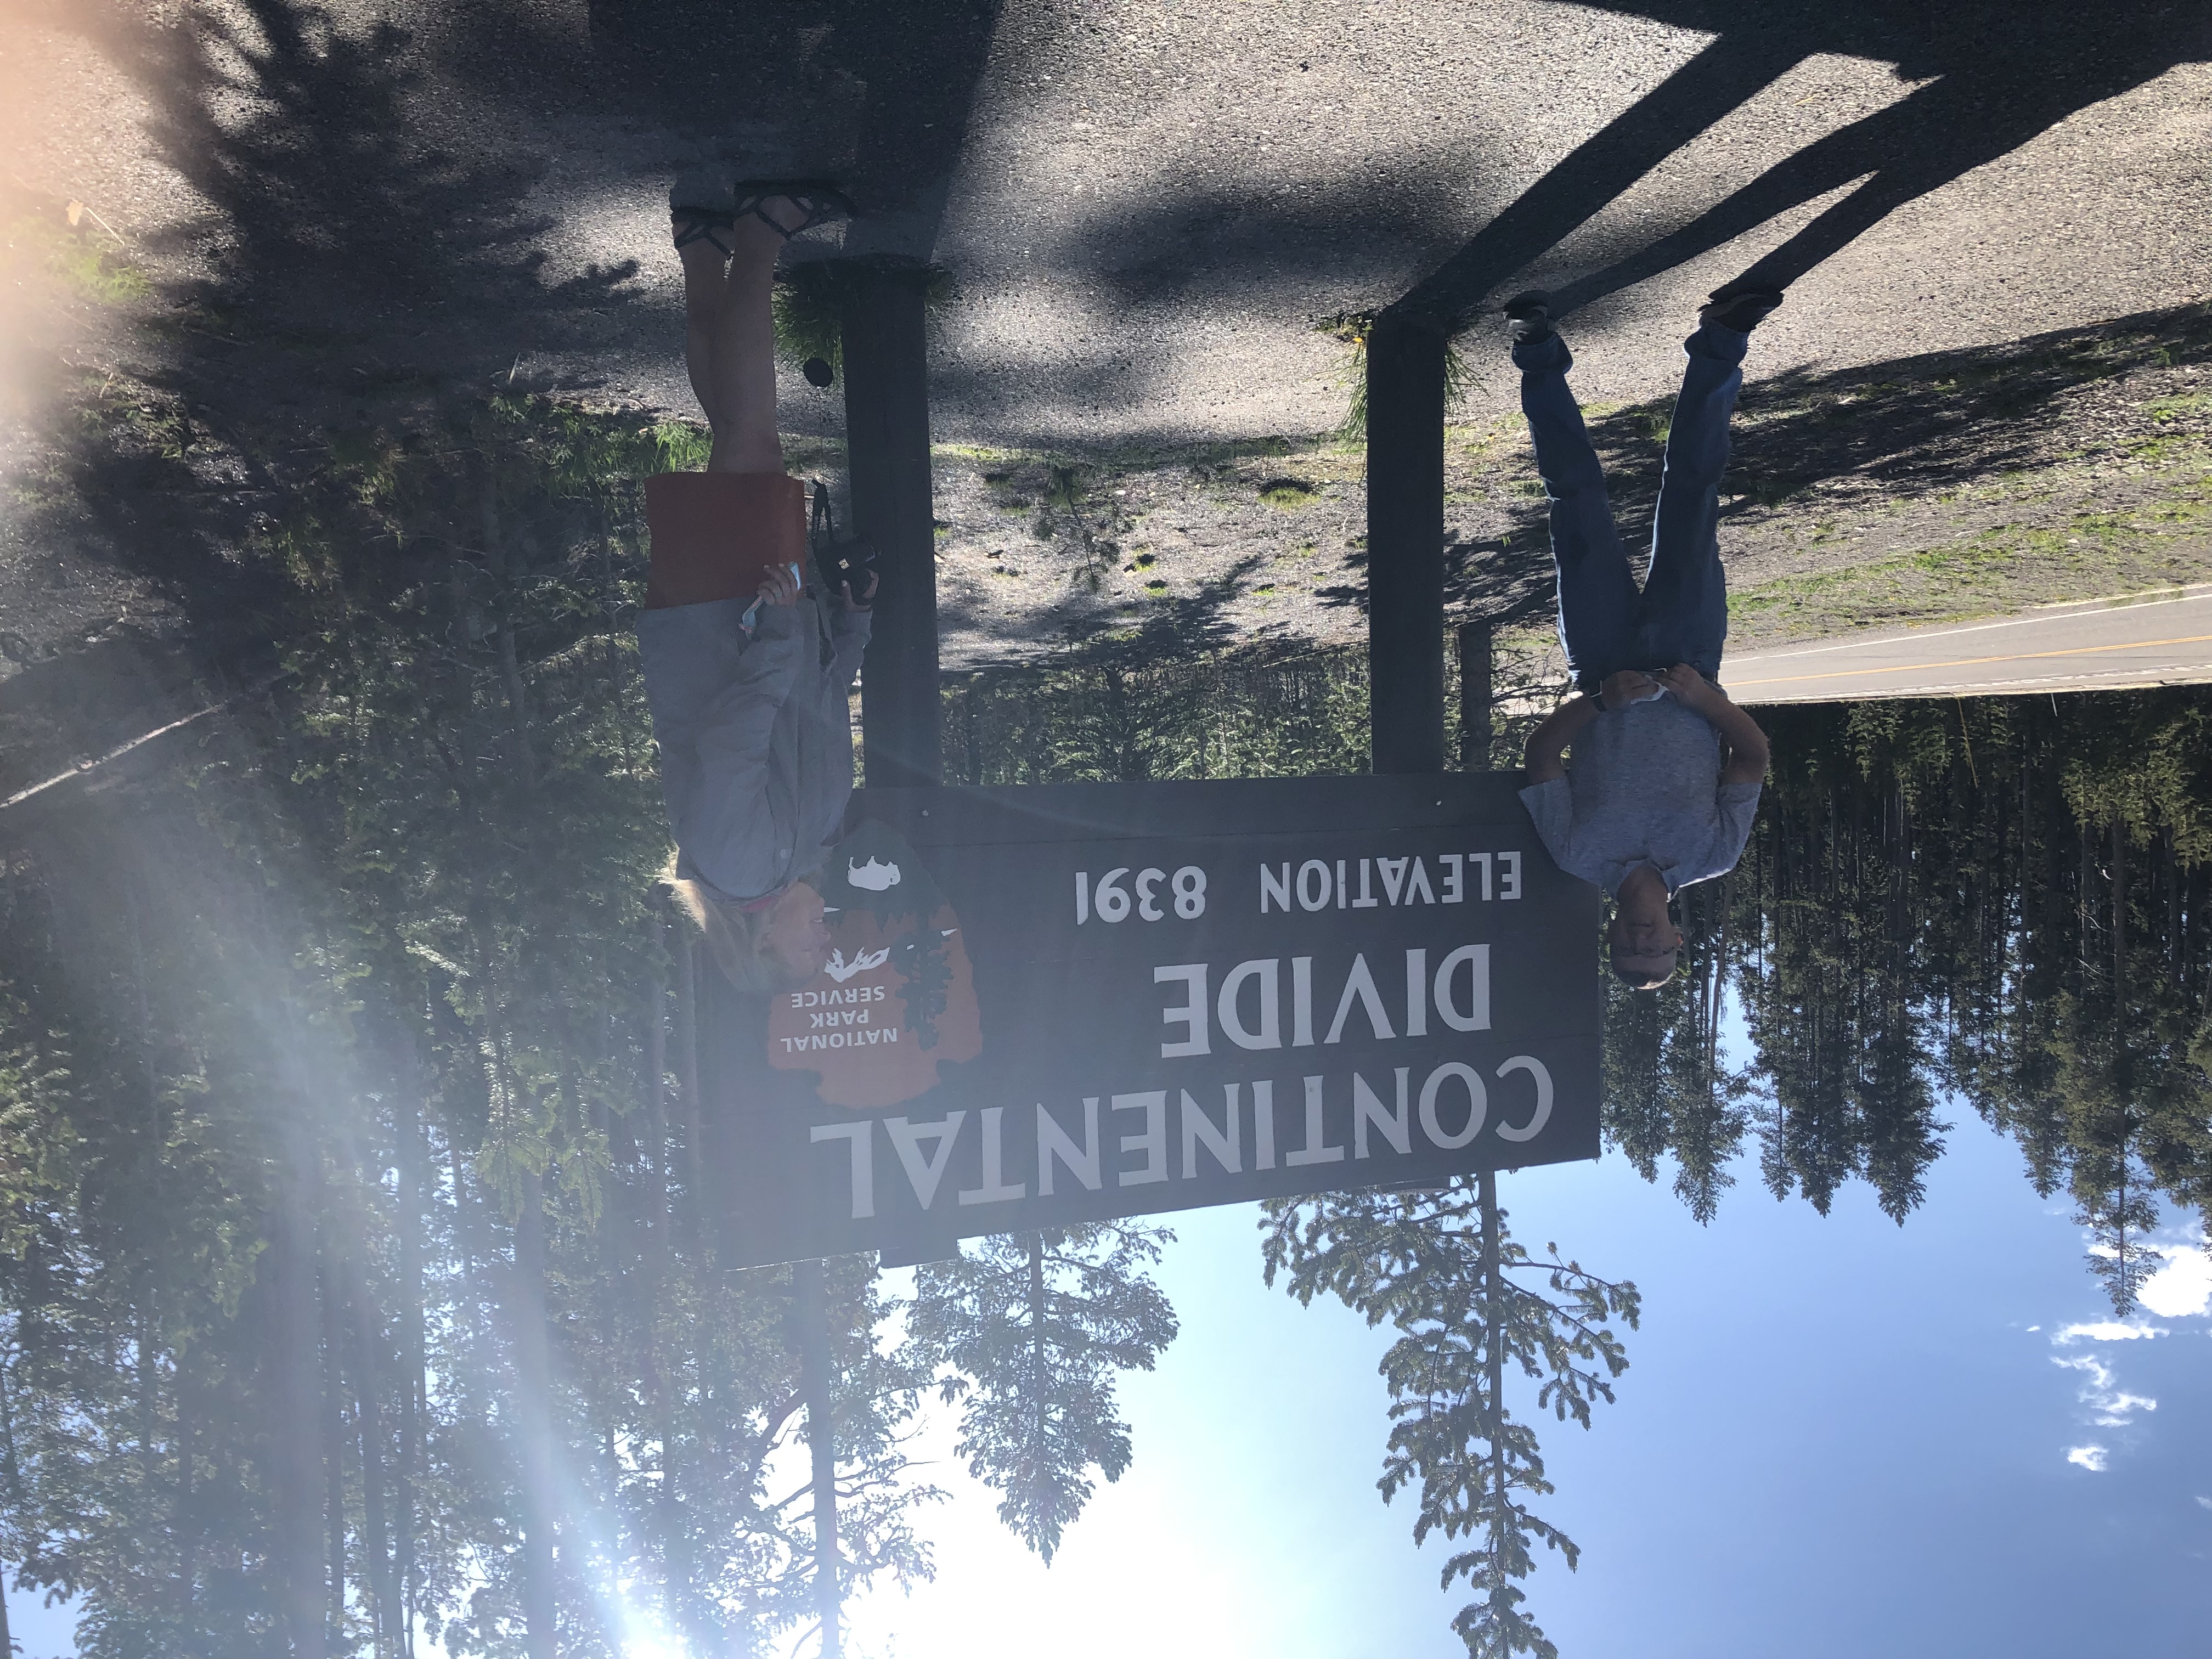 CONTINENTAL
DIVIDE
ELEVATION 8391
NATIONAL
PARK
SERVICE